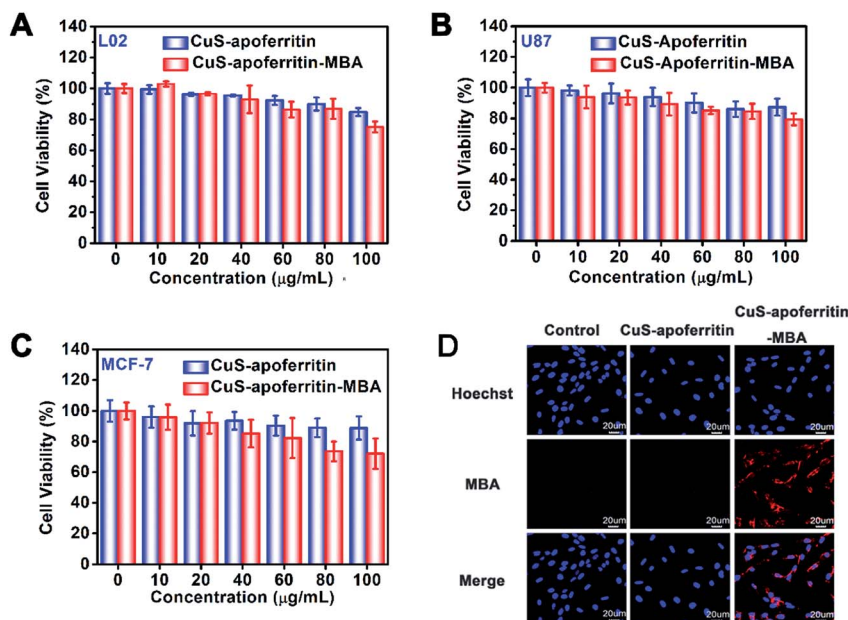 A
L02
CuS-apoferritin
CuS-apoferritin-MBA
Cell Viability (%)
140
120
100
80
60
40
20
0
0 10 20 40 60 80 100
Concentration (μg/mL)
B
U87
CuS-Apoferritin
CuS-Apoferritin-MBA
Cell Viability (%)
140
120
100
80
60
40
20
0
0 10 20 40 60 80 100
Concentration (μg/mL)
C
MCF-7
CuS-apoferritin
CuS-apoferritin-MBA
Cell Viability (%)
140
120
100
80
60
40
20
0
0 10 20 40 60 80 100
Concentration (μg/mL)
D
Control CuS-apoferritin CuS-apoferritin
-MBA
Hoechst
20um 20um 20um
MBA
20um 20um 20um
Merge
20um 20um 20um